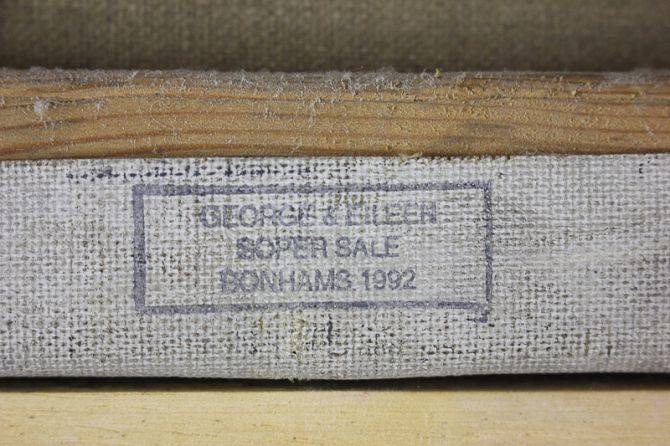 GEORGE & EILEEN
SOPER SALE
BONHAMS 1992